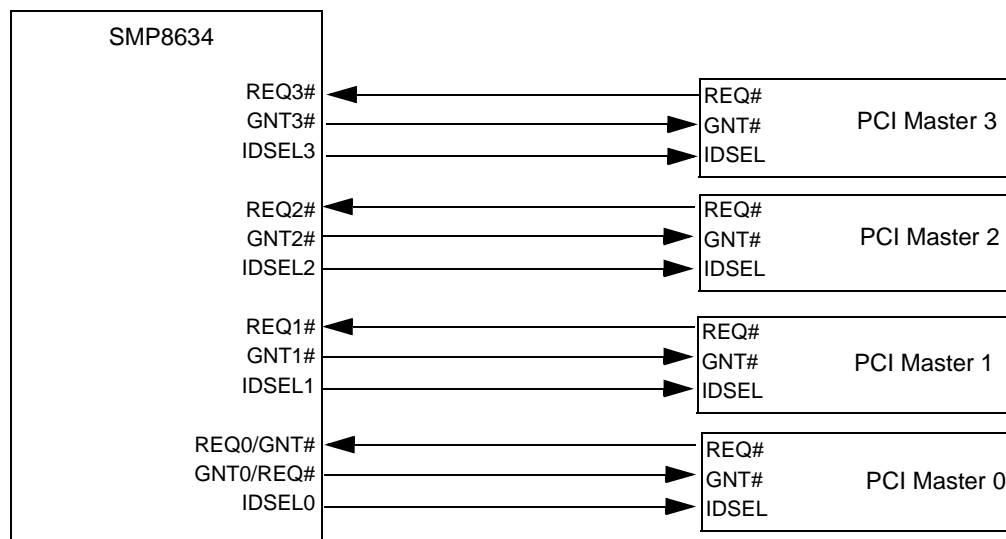 SMP8634
REQ3#
GNT3#
IDSEL3
REQ#
GNT#
IDSEL
PCI Master 3
REQ2#
GNT2#
IDSEL2
REQ#
GNT#
IDSEL
PCI Master 2
REQ1#
GNT1#
IDSEL1
REQ#
GNT#
IDSEL
PCI Master 1
REQ0/GNT#
GNT0/REQ#
IDSEL0
REQ#
GNT#
IDSEL
PCI Master 0